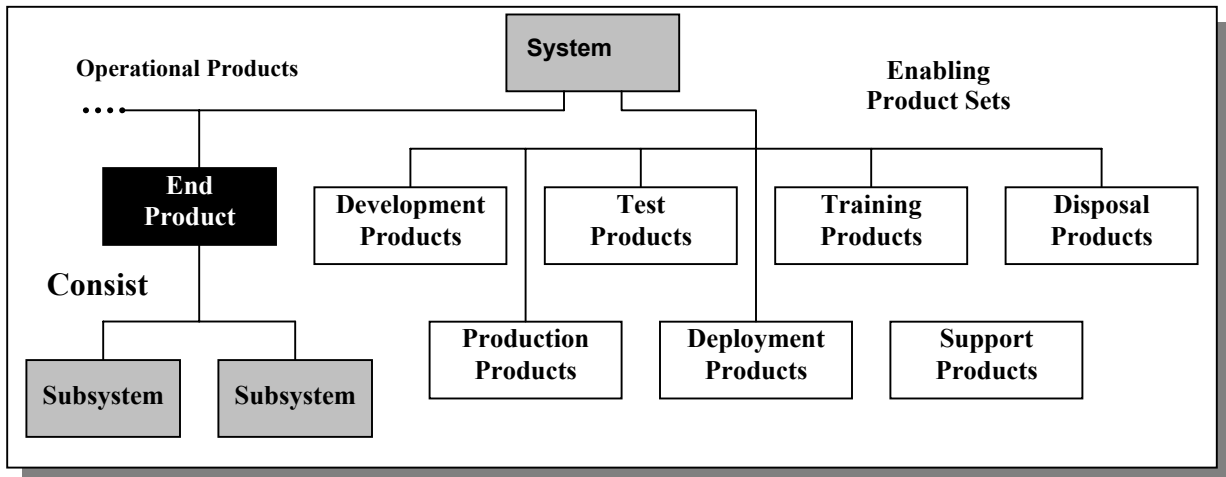 System
Operational Products
Enabling
Product Sets
End
Product
Development
Products
Test
Products
Training
Products
Disposal
Products
Consist
Production
Products
Deployment
Products
Support
Products
Subsystem
Subsystem